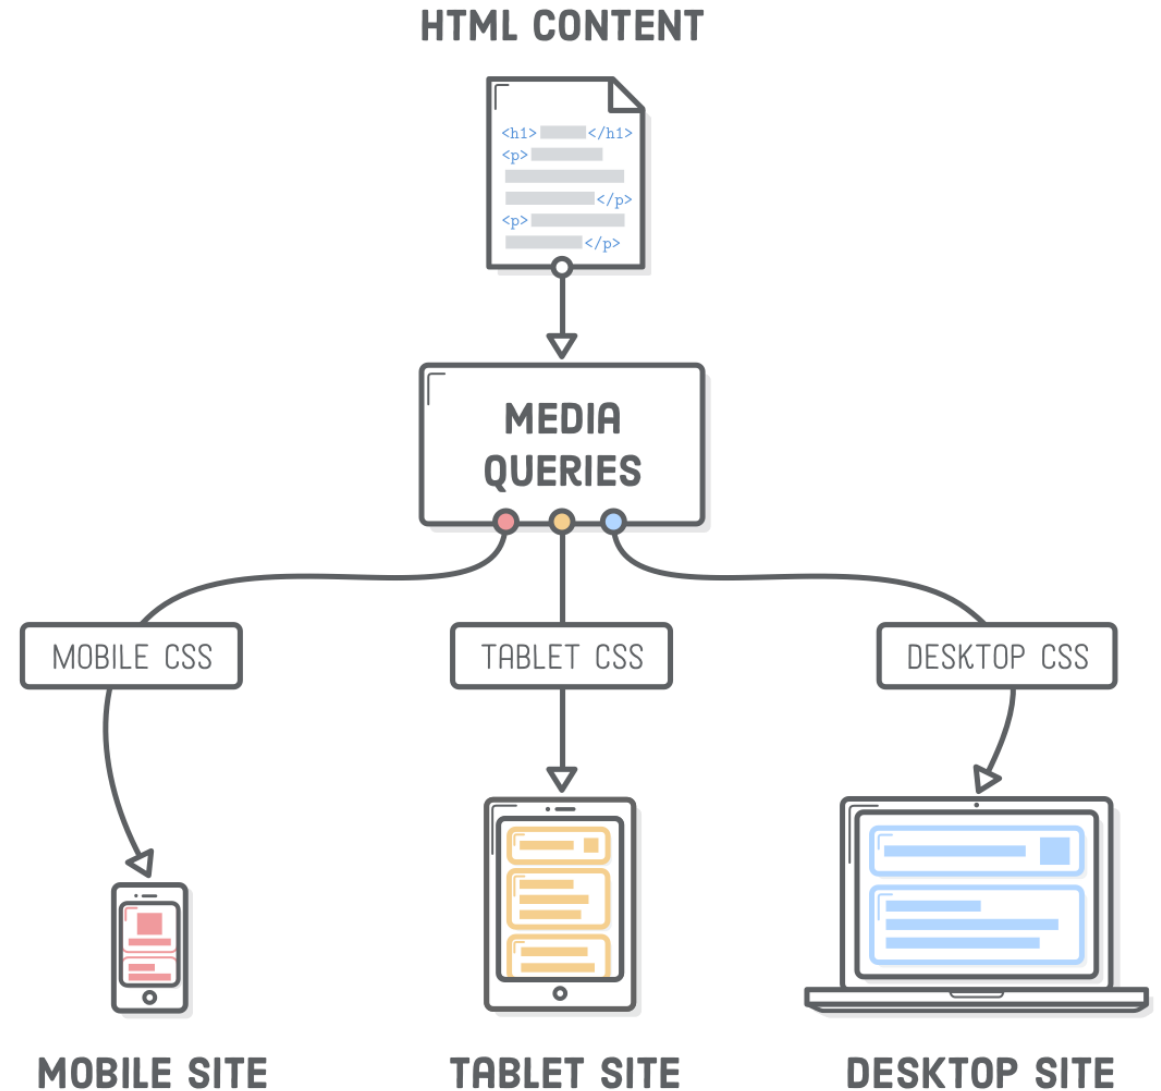 HTML CONTENT
<h1> </h1>
<p>
</p>
<p>
</p>
MEDIA
QUERIES
MOBILE CSS
TABLET CSS
DESKTOP CSS
MOBILE SITE
TABLET SITE
DESKTOP SITE